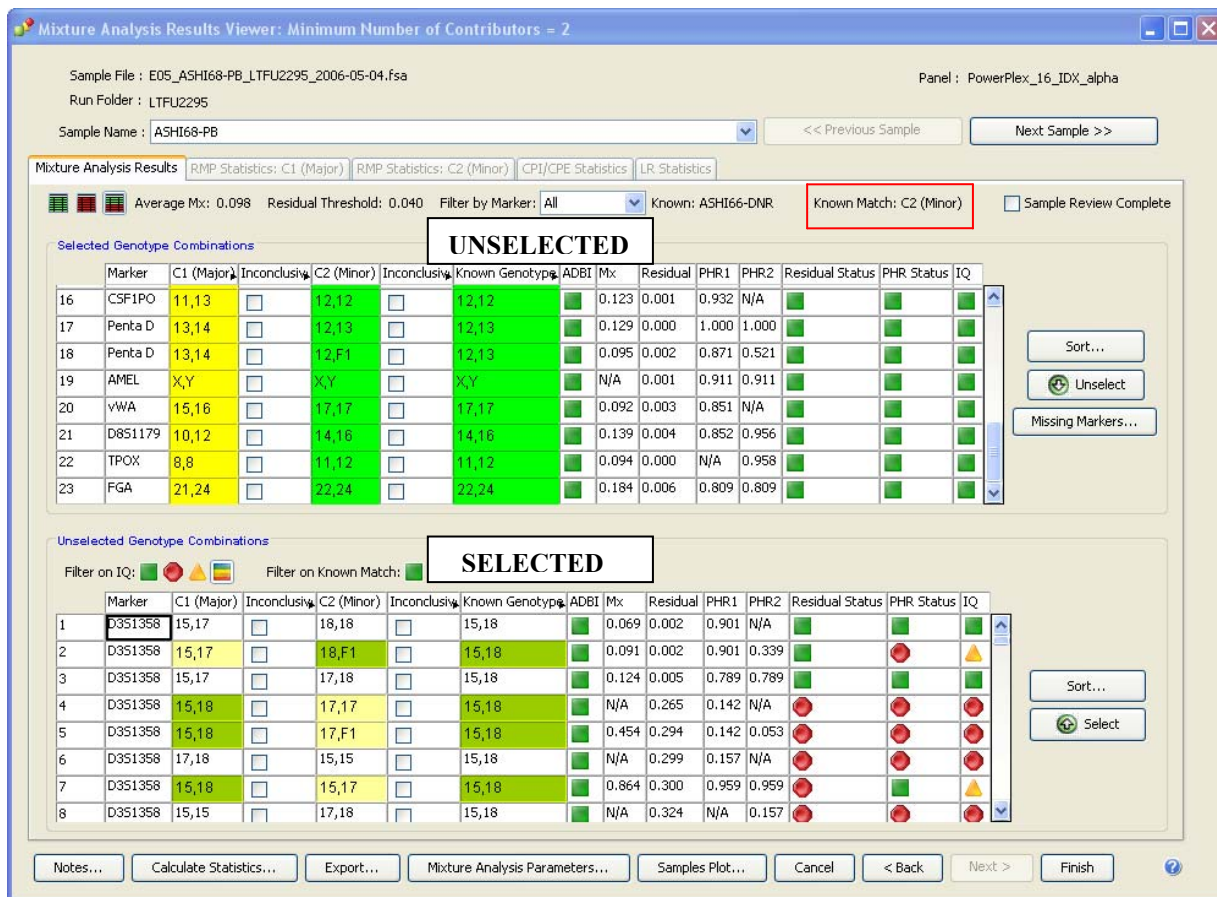 Mixture Analysis Results Viewer: Minimum Number of Contributors = 2
Sample File : E05_ASHI68-PB_LTFU2295_2006-05-04.fsa
Panel : PowerPlex_16_IDX_alpha
Run Folder : LTFU2295
Sample Name : ASHI68-PB
<< Previous Sample
Next Sample >>
Mixture Analysis Results RMP Statistics: C1 (Major) RMP Statistics: C2 (Minor) CPI/CPE Statistics LR Statistics
Average Mx: 0.098 Residual Threshold: 0.040 Filter by Marker: All Known: ASHI66-DNR Known Match: C2 (Minor) Sample Review Complete
Selected Genotype Combinations
UNSELECTED
Marker C1 (Major) Inconclusiv C2 (Minor) Inconclusiv Known Genotype ADBI Mx Residual PHR1 PHR2 Residual Status PHR Status IQ
16 CSF1PO 11,13 12,12 12,12 0.123 0.001 0.932 N/A
17 Penta D 13,14 12,13 12,13 0.129 0.000 1.000 1.000
18 Penta D 13,14 12,F1 12,13 0.095 0.002 0.871 0.521
19 AMEL X,Y X,Y X,Y N/A 0.001 0.911 0.911
20 vWA 15,16 17,17 17,17 0.092 0.003 0.851 N/A
21 D8S1179 10,12 14,16 14,16 0.139 0.004 0.852 0.956
22 TPOX 8,8 11,12 11,12 0.094 0.000 N/A 0.958
23 FGA 21,24 22,24 22,24 0.184 0.006 0.809 0.809
Sort...
Unselect
Missing Markers...
Unselected Genotype Combinations
SELECTED
Filter on IQ: Filter on Known Match:
Marker C1 (Major) Inconclusiv C2 (Minor) Inconclusiv Known Genotype ADBI Mx Residual PHR1 PHR2 Residual Status PHR Status IQ
1 D3S1358 15,17 18,18 15,18 0.069 0.002 0.901 N/A
2 D3S1358 15,17 18,F1 15,18 0.091 0.002 0.901 0.339
3 D3S1358 15,17 17,18 15,18 0.124 0.005 0.789 0.789
4 D3S1358 15,18 17,17 15,18 N/A 0.265 0.142 N/A
5 D3S1358 15,18 17,F1 15,18 0.454 0.294 0.142 0.053
6 D3S1358 17,18 15,15 15,18 N/A 0.299 0.157 N/A
7 D3S1358 15,18 15,17 15,18 0.864 0.300 0.959 0.959
8 D3S1358 15,15 17,18 15,18 N/A 0.324 N/A 0.157
Sort...
Select
Notes... Calculate Statistics... Export... Mixture Analysis Parameters... Samples Plot... Cancel < Back Next > Finish